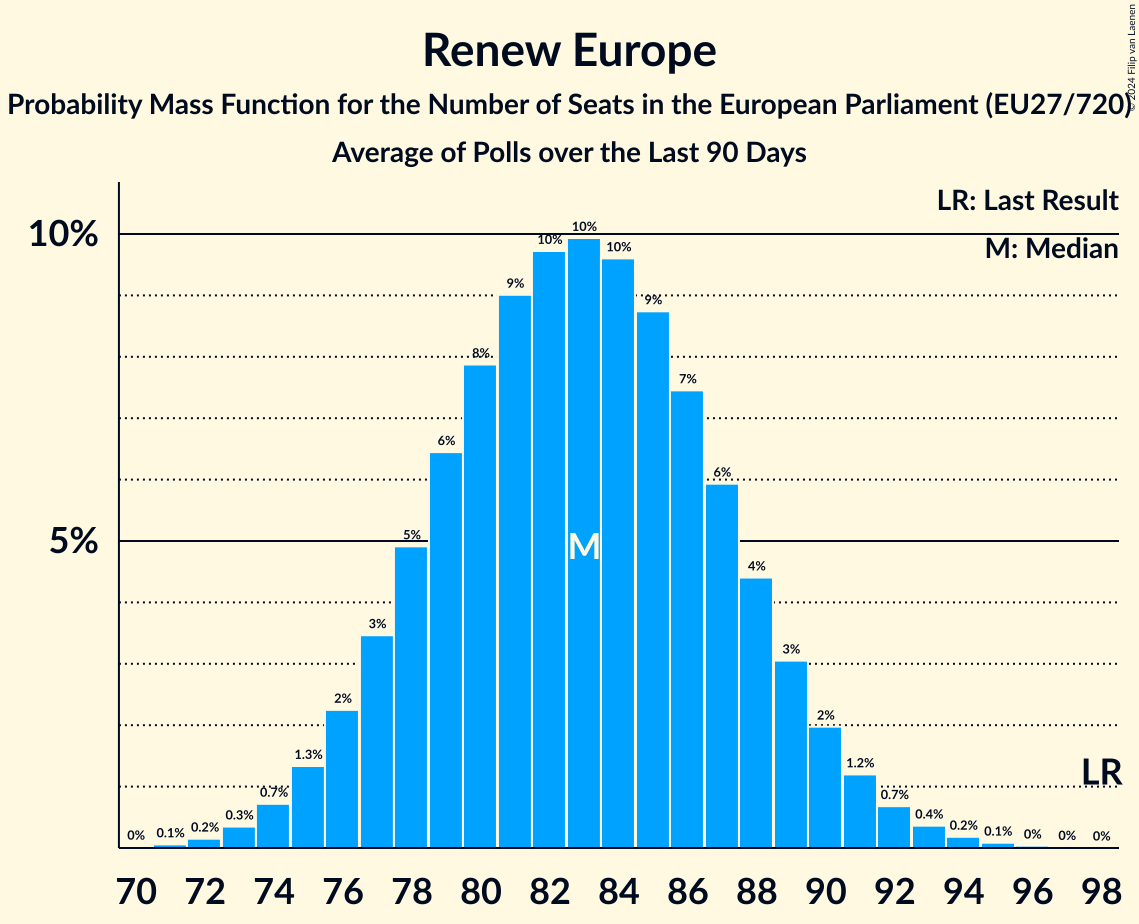 © 2024 Filip van Laenen
Renew Europe
Probability Mass Function for the Number of Seats in the European Parliament (EU27/720)
Average of Polls over the Last 90 Days
LR: Last Result
M: Median
10%
5%
0% 0.1% 0.2% 0.3% 0.7% 1.3% 2% 3% 5% 6% 8% 9% 10% 10% 10% 9% 7% 6% 4% 3% 2% 1.2% 0.7% 0.4% 0.2% 0.1% 0% 0% 0%
M
LR
70 72 74 76 78 80 82 84 86 88 90 92 94 96 98